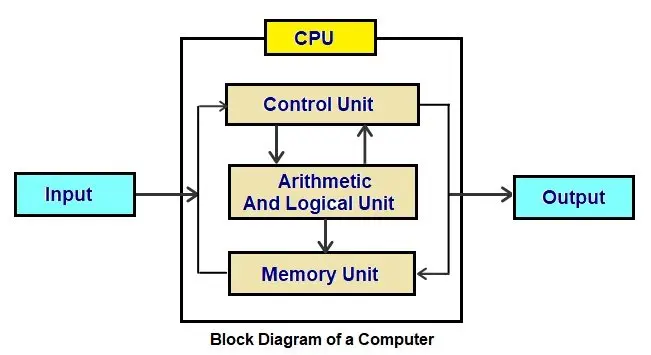 CPU
Control Unit
Arithmetic
And Logical Unit
Input
Output
Memory Unit
Block Diagram of a Computer